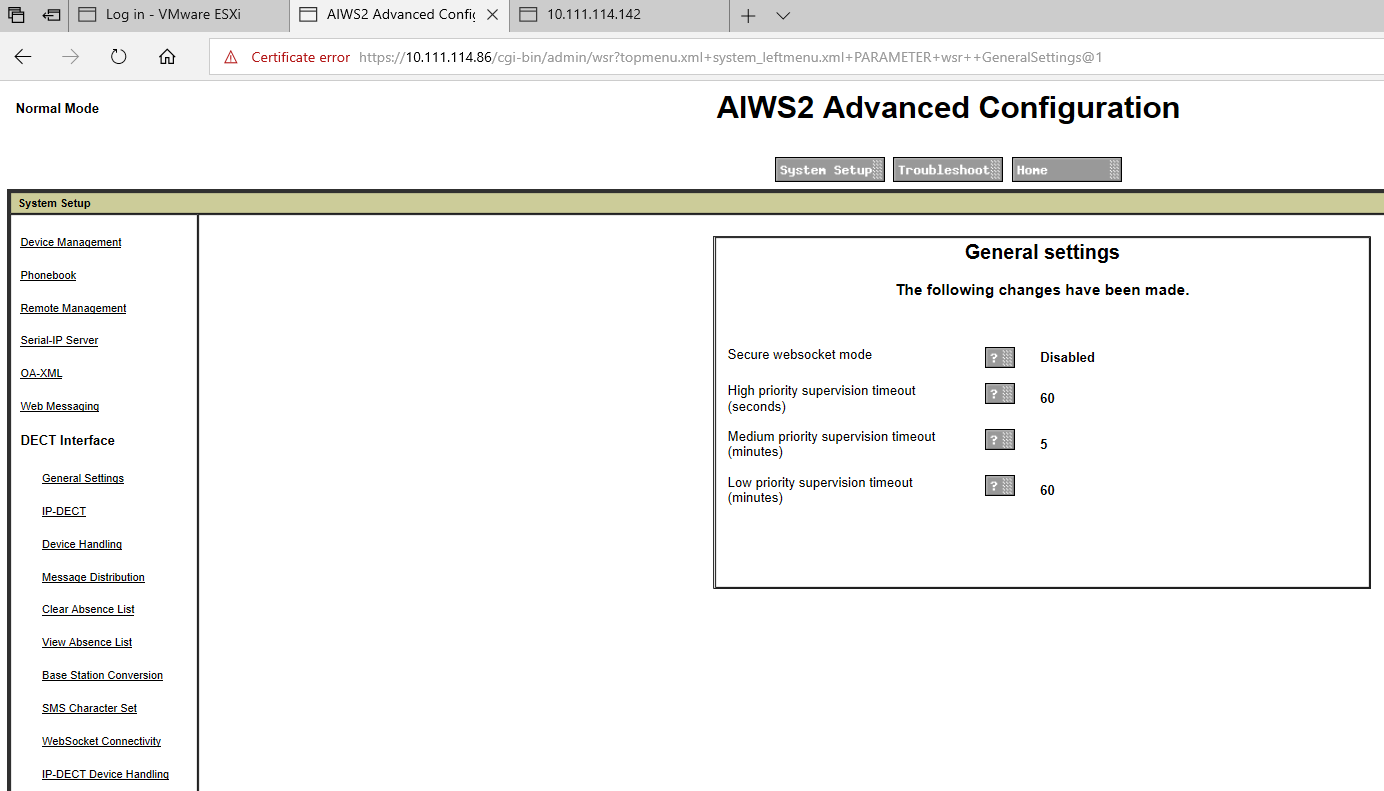 Log in - VMware ESXi
AIWS2 Advanced Config
10.111.114.142
Certificate error https://10.111.114.86/cgi-bin/admin/wsr?topmenu.xml+system_leftmenu.xml+PARAMETER+wsr++GeneralSettings@1
Normal Mode
AIWS2 Advanced Configuration
System Setup
Troubleshoot
Home
System Setup
Device Management
Phonebook
Remote Management
Serial-IP Server
OA-XML
Web Messaging
DECT Interface
General Settings
IP-DECT
Device Handling
Message Distribution
Clear Absence List
View Absence List
Base Station Conversion
SMS Character Set
WebSocket Connectivity
IP-DECT Device Handling
General settings
The following changes have been made.
Secure websocket mode ? Disabled
High priority supervision timeout
(seconds) ? 60
Medium priority supervision timeout
(minutes) ? 5
Low priority supervision timeout
(minutes) ? 60